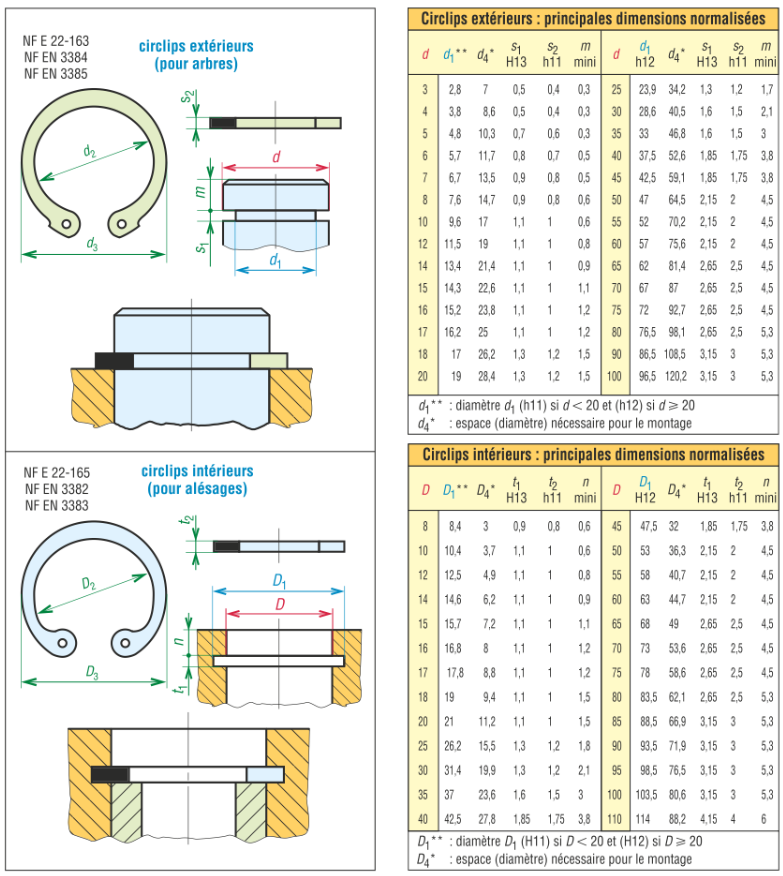 NF E 22-163
NF EN 3384
NF EN 3385
circlips extérieurs
(pour arbres)
s2
d2
d3
d
m
s1
d1
NF E 22-165
NF EN 3382
NF EN 3383
circlips intérieurs
(pour alésages)
t2
D2
D3
D1
D
n
t1
Circlips extérieurs : principales dimensions normalisées
d d1** d4* s1 H13 s2 h11 m mini d d1 h12 d4* s1 H13 s2 h11 m mini
3 2,8 7 0,5 0,4 0,3 25 23,9 34,2 1,3 1,2 1,7
4 3,8 8,6 0,5 0,4 0,3 30 28,6 40,5 1,6 1,5 2,1
5 4,8 10,3 0,7 0,6 0,3 35 33 46,8 1,6 1,5 3
6 5,7 11,7 0,8 0,7 0,5 40 37,5 52,6 1,85 1,75 3,8
7 6,7 13,5 0,9 0,8 0,5 45 42,5 59,1 1,85 1,75 3,8
8 7,6 14,7 0,9 0,8 0,6 50 47 64,5 2,15 2 4,5
10 9,6 17 1,1 1 0,6 55 52 70,2 2,15 2 4,5
12 11,5 19 1,1 1 0,8 60 57 75,6 2,15 2 4,5
14 13,4 21,4 1,1 1 0,9 65 62 81,4 2,65 2,5 4,5
15 14,3 22,6 1,1 1 1,1 70 67 87 2,65 2,5 4,5
16 15,2 23,8 1,1 1 1,2 75 72 92,7 2,65 2,5 4,5
17 16,2 25 1,1 1 1,2 80 76,5 98,1 2,65 2,5 5,3
18 17 26,2 1,3 1,2 1,5 90 86,5 108,5 3,15 3 5,3
20 19 28,4 1,3 1,2 1,5 100 96,5 120,2 3,15 3 5,3
d1** : diamètre d1 (h11) si d < 20 et (h12) si d ⩾ 20
d4* : espace (diamètre) nécessaire pour le montage
Circlips intérieurs : principales dimensions normalisées
D D1** D4* t1 H13 t2 h11 n mini D D1 H12 D4* t1 H13 t2 h11 n mini
8 8,4 3 0,9 0,8 0,6 45 47,5 32 1,85 1,75 3,8
10 10,4 3,7 1,1 1 0,6 50 53 36,3 2,15 2 4,5
12 12,5 4,9 1,1 1 0,8 55 58 40,7 2,15 2 4,5
14 14,6 6,2 1,1 1 0,9 60 63 44,7 2,15 2 4,5
15 15,7 7,2 1,1 1 1,1 65 68 49 2,65 2,5 4,5
16 16,8 8 1,1 1 1,2 70 73 53,6 2,65 2,5 4,5
17 17,8 8,8 1,1 1 1,2 75 78 58,6 2,65 2,5 4,5
18 19 9,4 1,1 1 1,5 80 83,5 62,1 2,65 2,5 5,3
20 21 11,2 1,1 1 1,5 85 88,5 66,9 3,15 3 5,3
25 26,2 15,5 1,3 1,2 1,8 90 93,5 71,9 3,15 3 5,3
30 31,4 19,9 1,3 1,2 2,1 95 98,5 76,5 3,15 3 5,3
35 37 23,6 1,6 1,5 3 100 103,5 80,6 3,15 3 5,3
40 42,5 27,8 1,85 1,75 3,8 110 114 88,2 4,15 4 6
D1** : diamètre D1 (H11) si D < 20 et (H12) si D ⩾ 20
D4* : espace (diamètre) nécessaire pour le montage